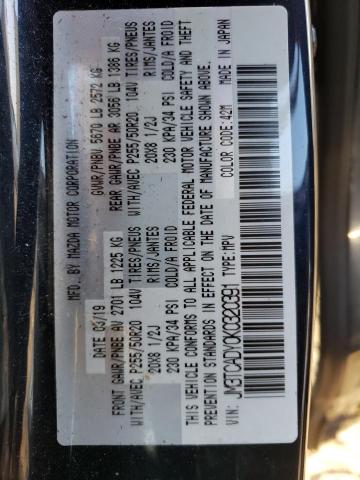 MFD. BY MAZDA MOTOR CORPORATION
DATE: 03/19 GVWR/PNBV 5670 LB 2572 KG
FRONT GAWR/PNBE AV 2701 LB 1225 KG REAR GAWR/PNBE AR 3056 LB 1386 KG
WITH/AVEC P255/50R20 104V TIRES/PNEUS WITH/AVEC P255/50R20 104V TIRES/PNEUS
20X8 1/2J RIMS/JANTES 20X8 1/2J RIMS/JANTES
230 KPA/34 PSI COLD/A FROID 230 KPA/34 PSI COLD/A FROID
THIS VEHICLE CONFORMS TO ALL APPLICABLE FEDERAL MOTOR VEHICLE SAFETY AND THEFT
PREVENTION STANDARDS IN EFFECT ON THE DATE OF MANUFACTURE SHOWN ABOVE.
JM3TCADY0K0320391 COLOR CODE: 42M MADE IN JAPAN
VIN: TYPE: MPV